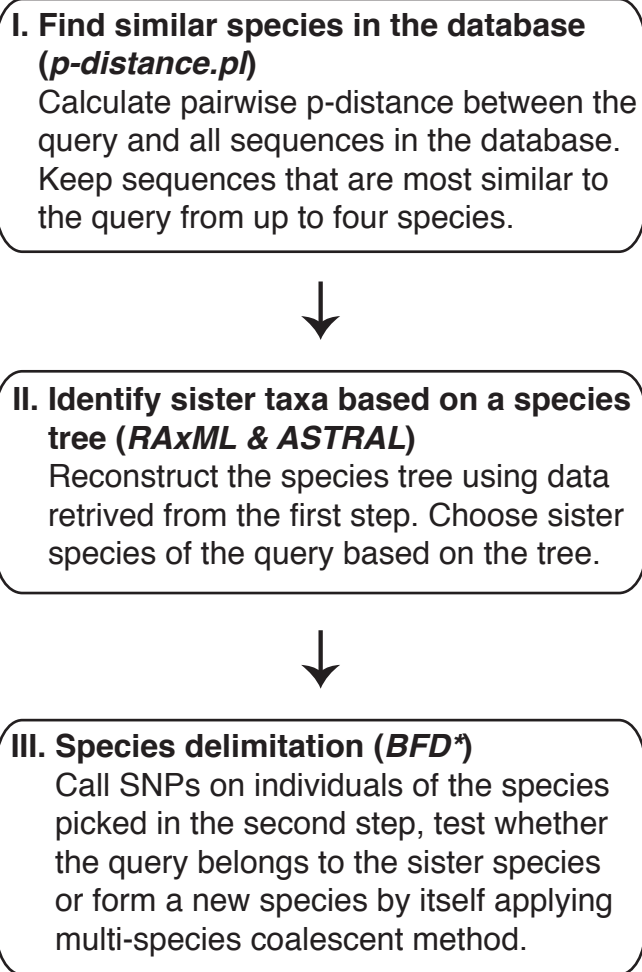 I. Find similar species in the database
(p-distance.pl)
Calculate pairwise p-distance between the
query and all sequences in the database.
Keep sequences that are most similar to
the query from up to four species.
II. Identify sister taxa based on a species
tree (RAxML & ASTRAL)
Reconstruct the species tree using data
retrived from the first step. Choose sister
species of the query based on the tree.
III. Species delimitation (BFD*)
Call SNPs on individuals of the species
picked in the second step, test whether
the query belongs to the sister species
or form a new species by itself applying
multi-species coalescent method.